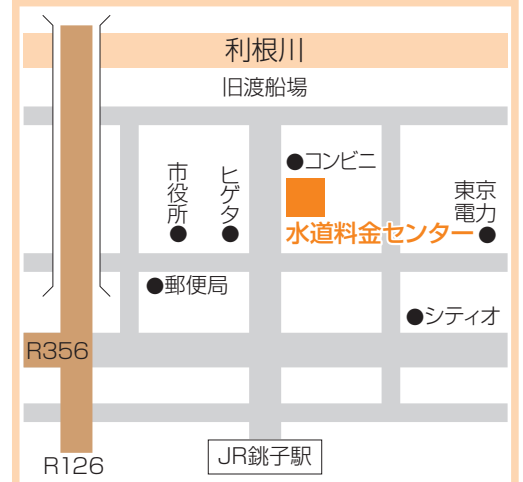 利根川
旧渡船場
●コンビニ
市役所
ヒゲタ
東京
電力
水道料金センター
●郵便局
●シティオ
R356
R126
JR銚子駅